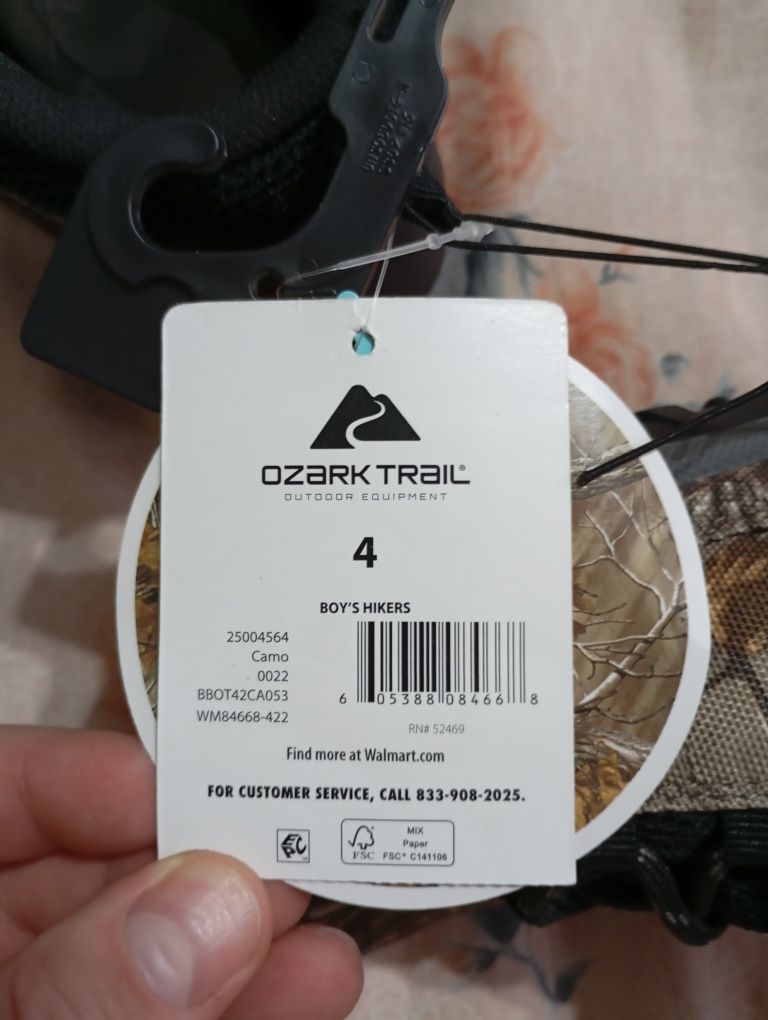 OZARK TRAIL®
OUTDOOR EQUIPMENT
4
BOY'S HIKERS
25004564
Camo
0022
BBOT42CA053
WM84668-422
6 05388 08466 8
RN# 52469
Find more at Walmart.com
FOR CUSTOMER SERVICE, CALL 833-908-2025.
EPC
FSC
MIX
Paper
FSC® C141106